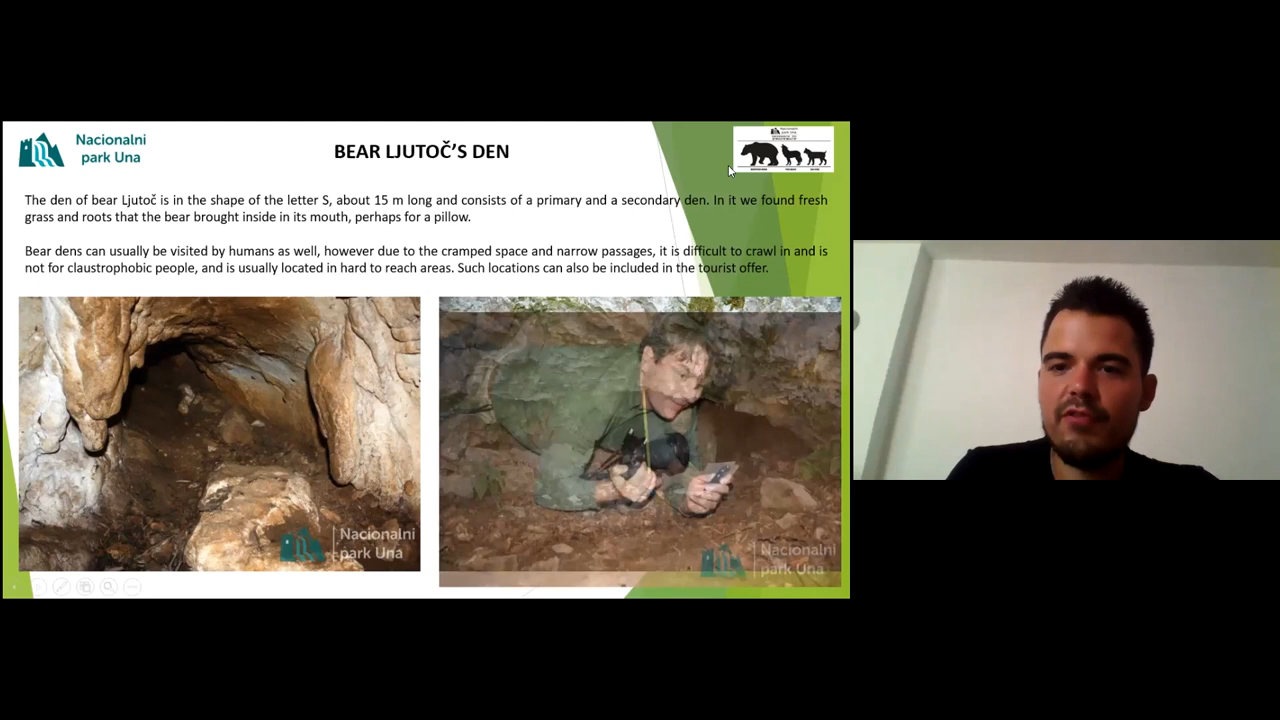 Nacionalni
park Una
BEAR LJUTOČ’S DEN
The den of bear Ljutoč is in the shape of the letter S, about 15 m long and consists of a primary and a secondary den. In it we found fresh
grass and roots that the bear brought inside in its mouth, perhaps for a pillow.
Bear dens can usually be visited by humans as well, however due to the cramped space and narrow passages, it is difficult to crawl in and is
not for claustrophobic people, and is usually located in hard to reach areas. Such locations can also be included in the tourist offer.
Nacionalni
park Una
Nacionalni
park Una